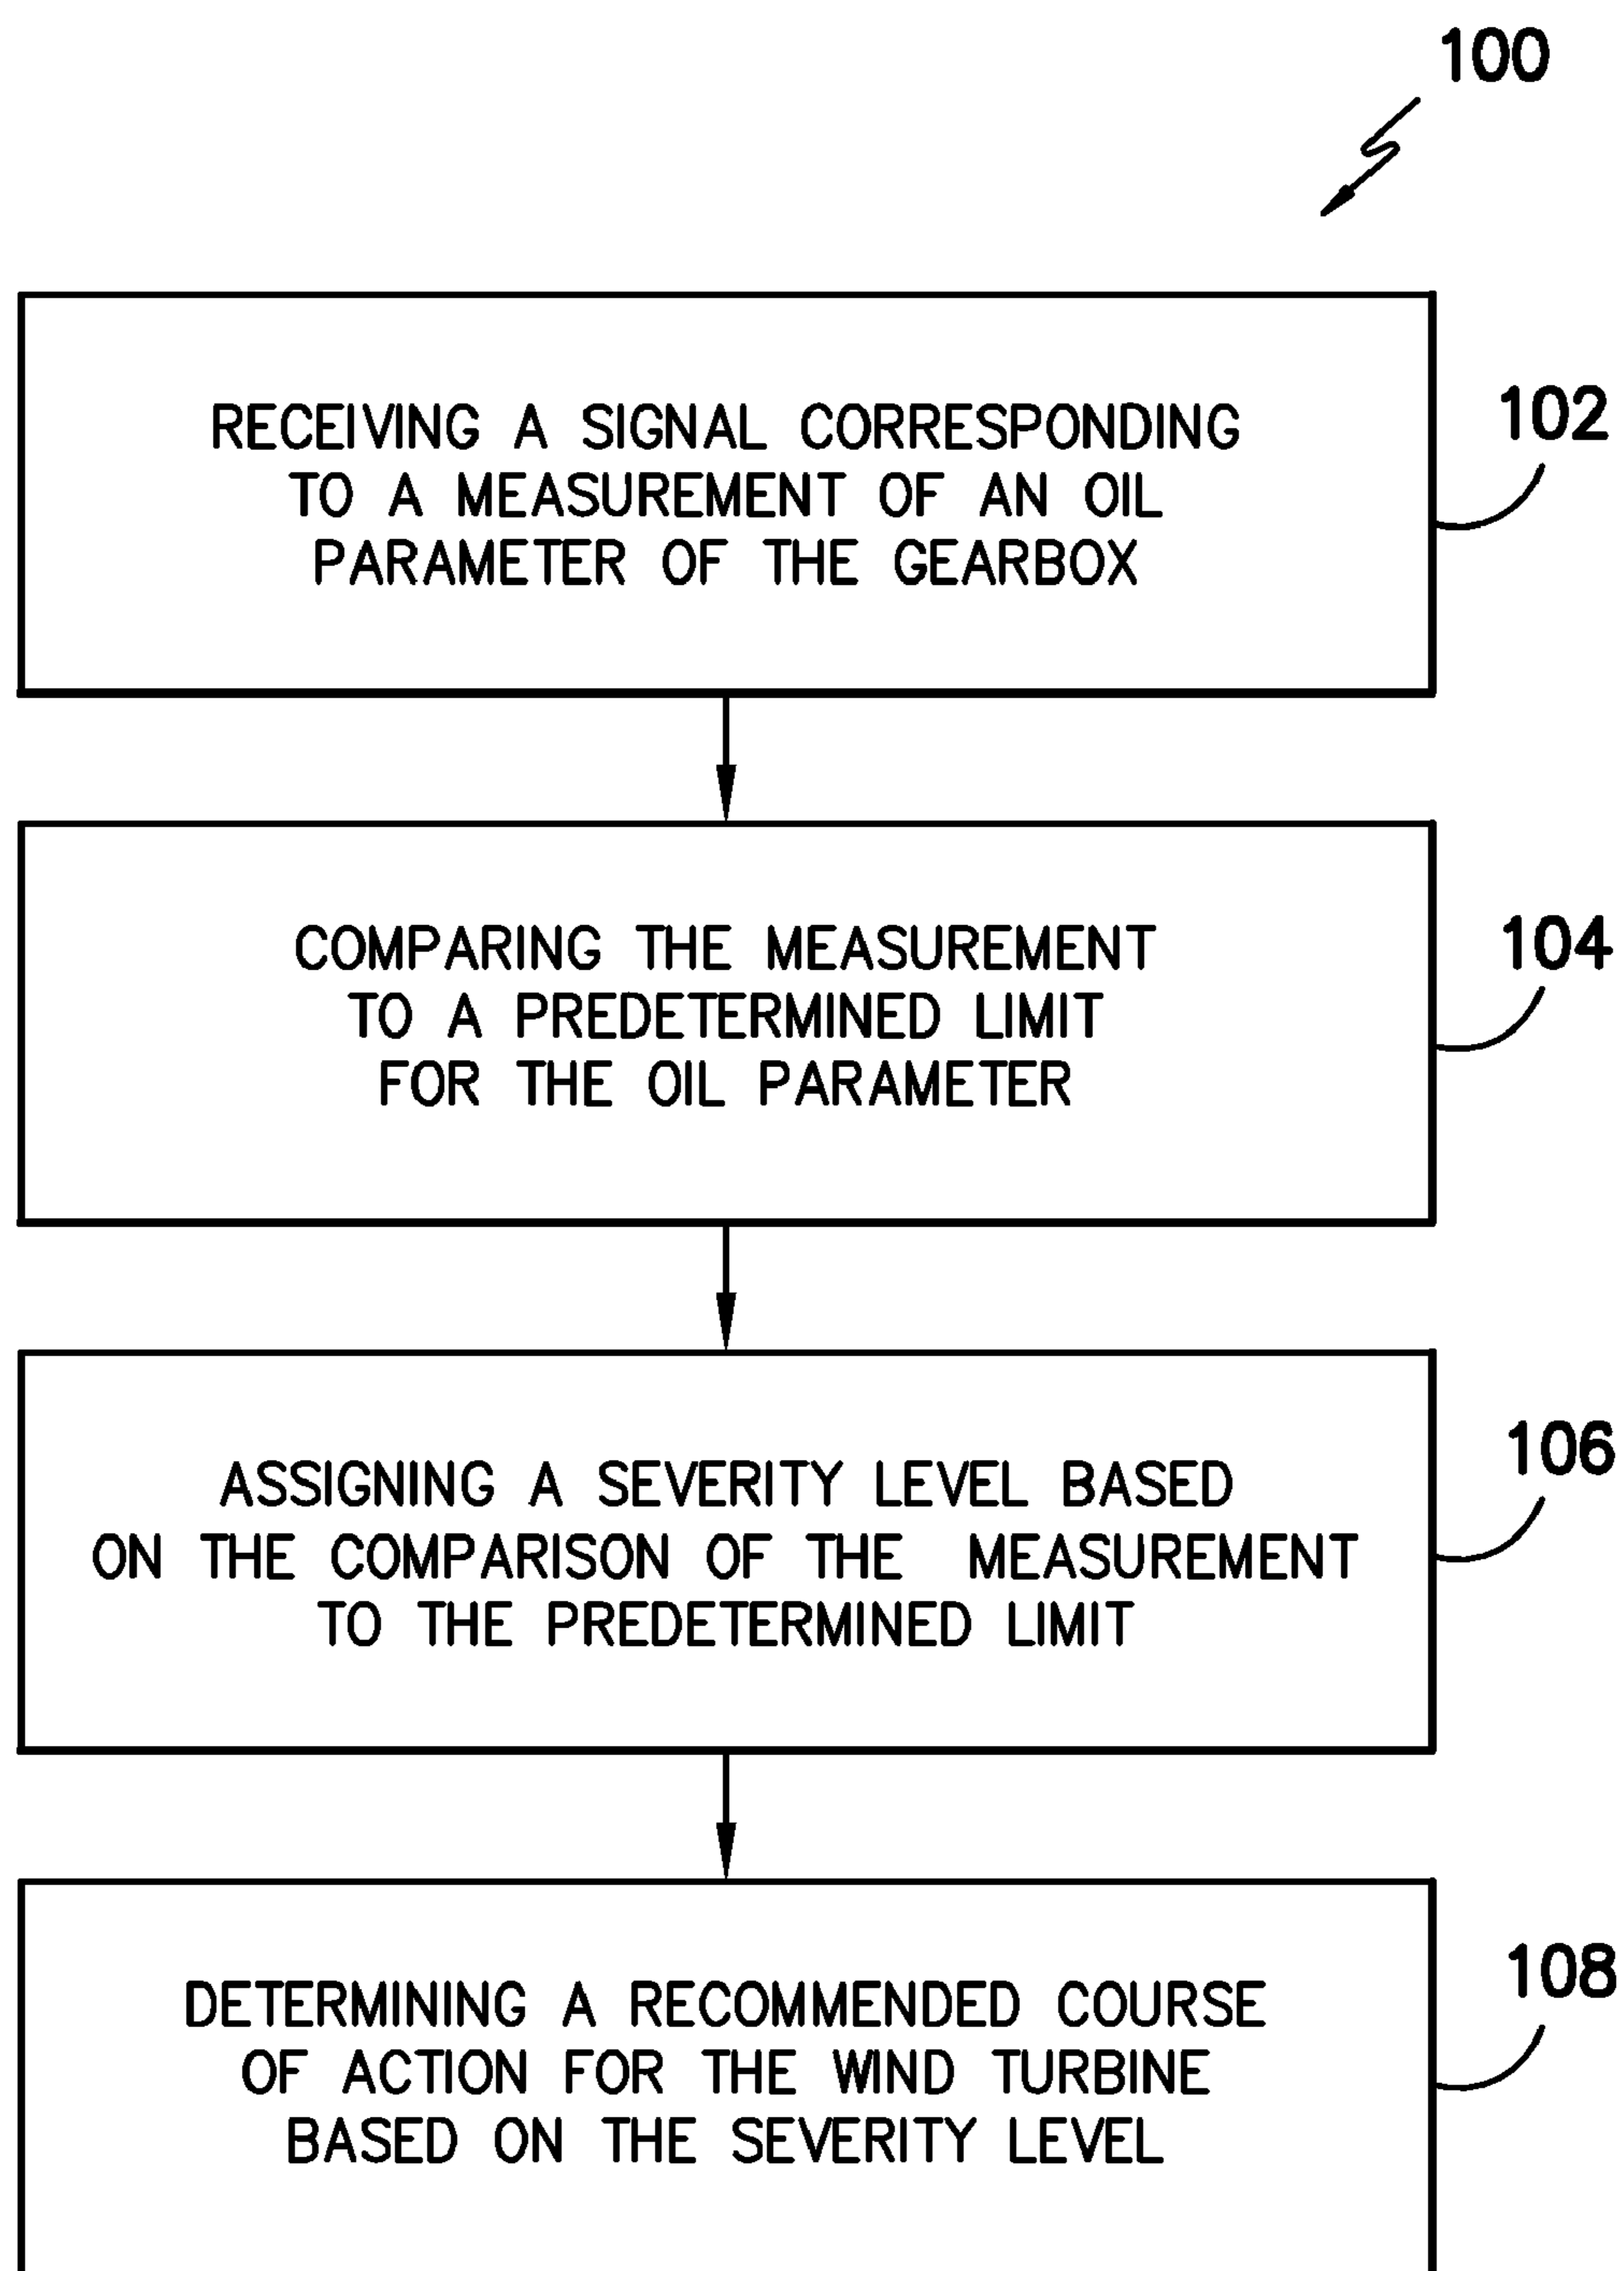 100
RECEIVING A SIGNAL CORRESPONDING
TO A MEASUREMENT OF AN OIL
PARAMETER OF THE GEARBOX
102
COMPARING THE MEASUREMENT
TO A PREDETERMINED LIMIT
FOR THE OIL PARAMETER
104
ASSIGNING A SEVERITY LEVEL BASED
ON THE COMPARISON OF THE MEASUREMENT
TO THE PREDETERMINED LIMIT
106
DETERMINING A RECOMMENDED COURSE
OF ACTION FOR THE WIND TURBINE
BASED ON THE SEVERITY LEVEL
108